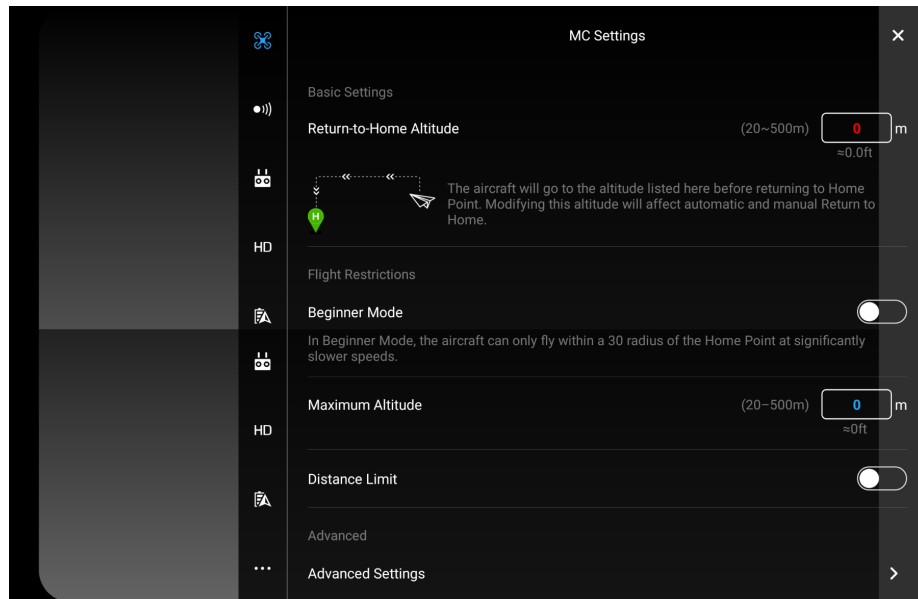 MC Settings
Basic Settings
Return-to-Home Altitude (20~500m) 0 m
≈0.0ft
The aircraft will go to the altitude listed here before returning to Home
Point. Modifying this altitude will affect automatic and manual Return to
Home.
H
HD
Flight Restrictions
Beginner Mode
In Beginner Mode, the aircraft can only fly within a 30 radius of the Home Point at significantly
slower speeds.
Maximum Altitude (20–500m) 0 m
≈0ft
HD
Distance Limit
Advanced
Advanced Settings